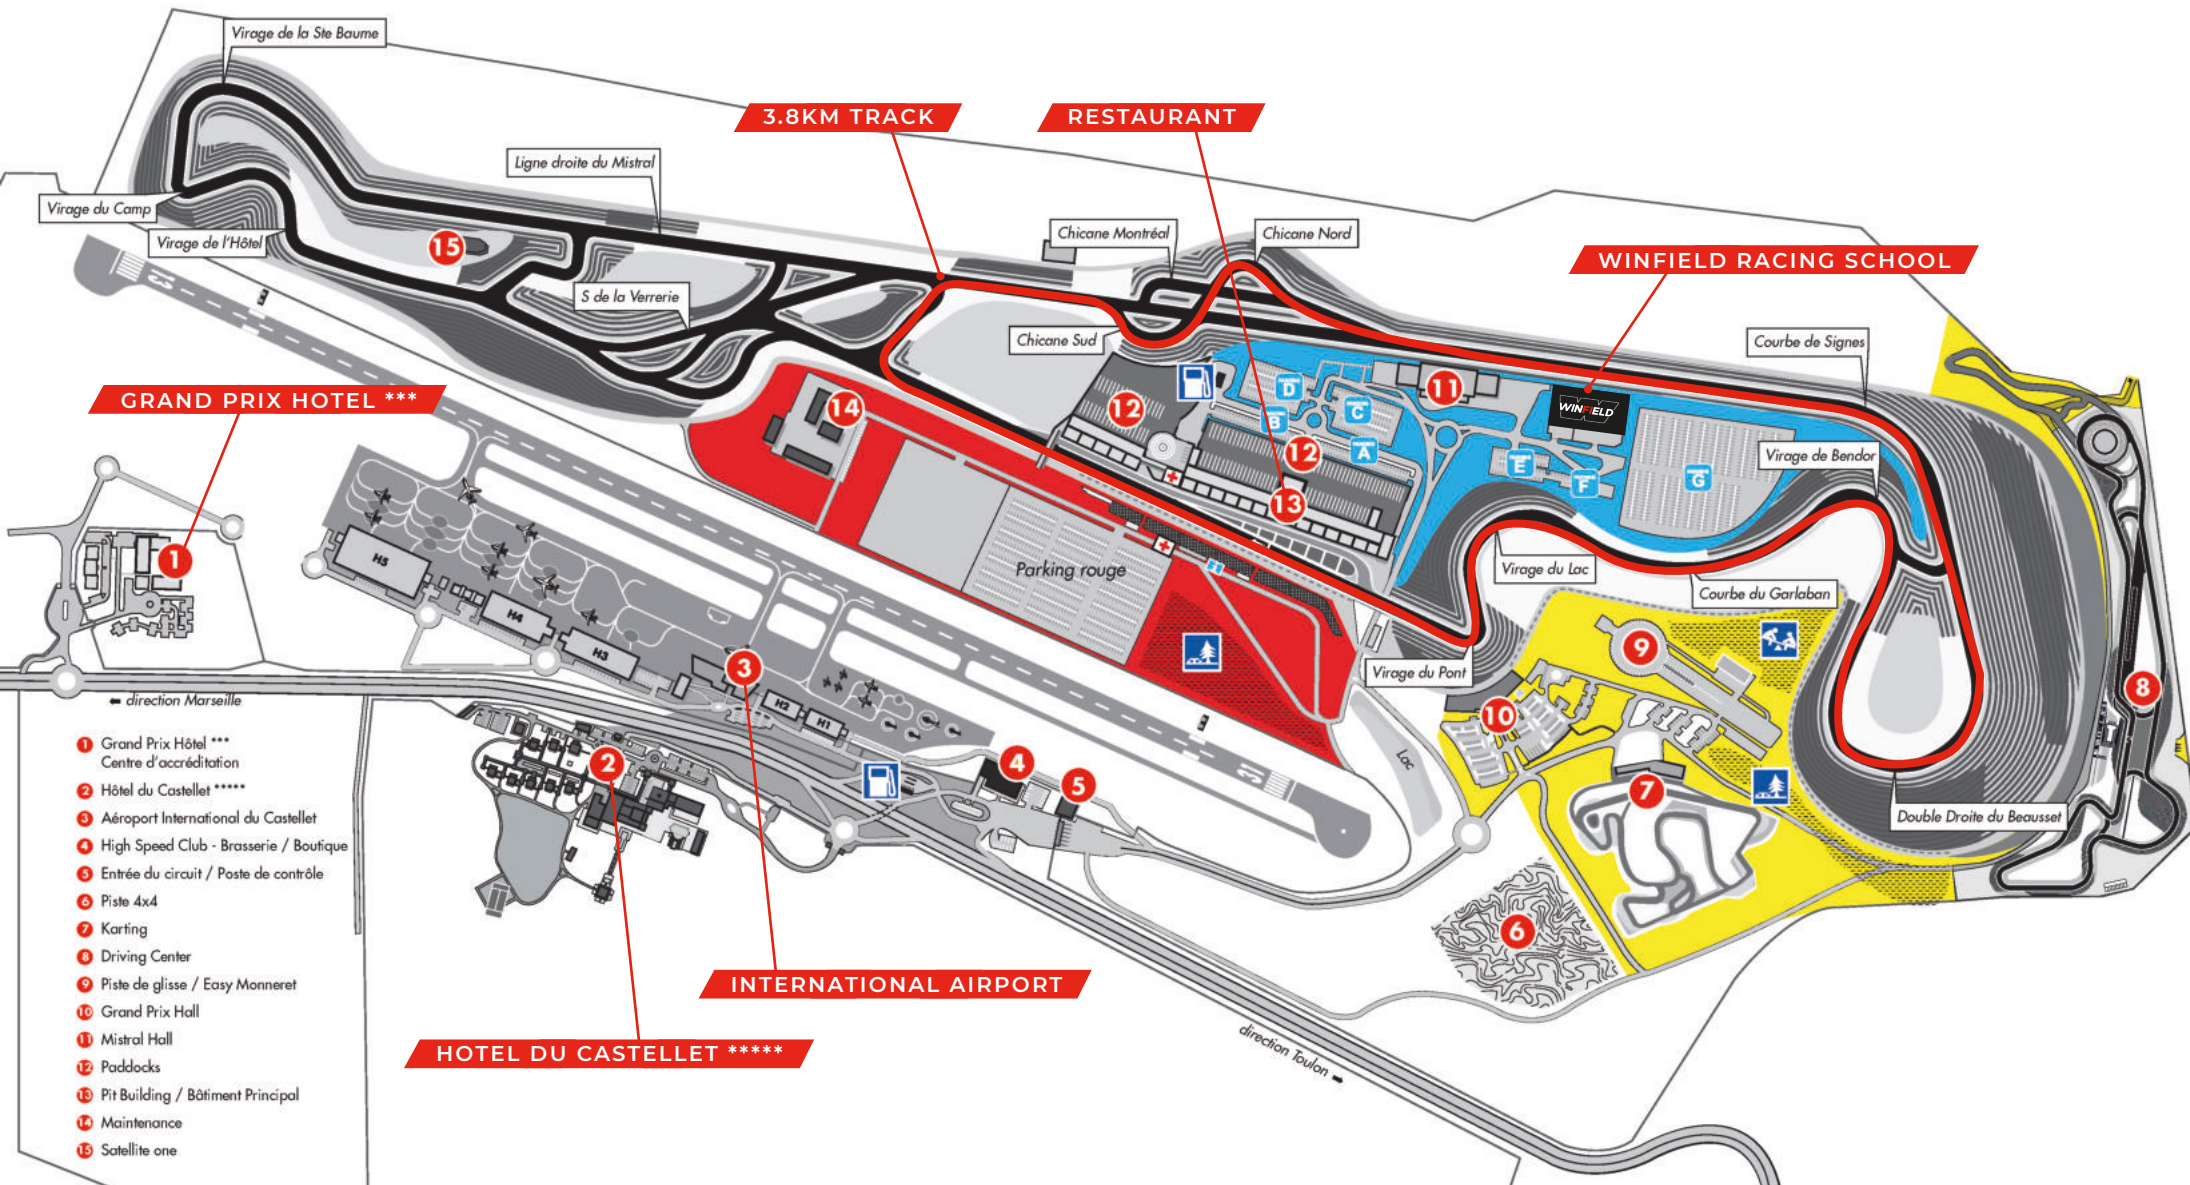 Virage de la Ste Baume
3.8KM TRACK
RESTAURANT
Ligne droite du Mistral
Virage du Camp
Virage de l'Hôtel
15
Chicane Montréal
Chicane Nord
WINFIELD RACING SCHOOL
S de la Verrerie
Chicane Sud
Courbe de Signes
GRAND PRIX HOTEL ***
14
12
11
PARKING
D
PARKING
C
B
12
PARKING
A
WINFIELD
Virage de Bendor
PARKING
E
F
PARKING
G
13
33
1
H5
H4
H3
3
H2
H1
Parking rouge
Virage du Lac
Courbe du Garlaban
Virage du Pont
9
8
10
31
Lac
direction Marseille
2
4
5
7
Double Droite du Beausset
6
INTERNATIONAL AIRPORT
HOTEL DU CASTELLET *****
direction Toulon
1 Grand Prix Hôtel ***
Centre d'accréditation
2 Hôtel du Castellet *****
3 Aéroport International du Castellet
4 High Speed Club - Brasserie / Boutique
5 Entrée du circuit / Poste de contrôle
6 Piste 4x4
7 Karting
8 Driving Center
9 Piste de glisse / Easy Monneret
10 Grand Prix Hall
11 Mistral Hall
12 Paddocks
13 Pit Building / Bâtiment Principal
14 Maintenance
15 Satellite one